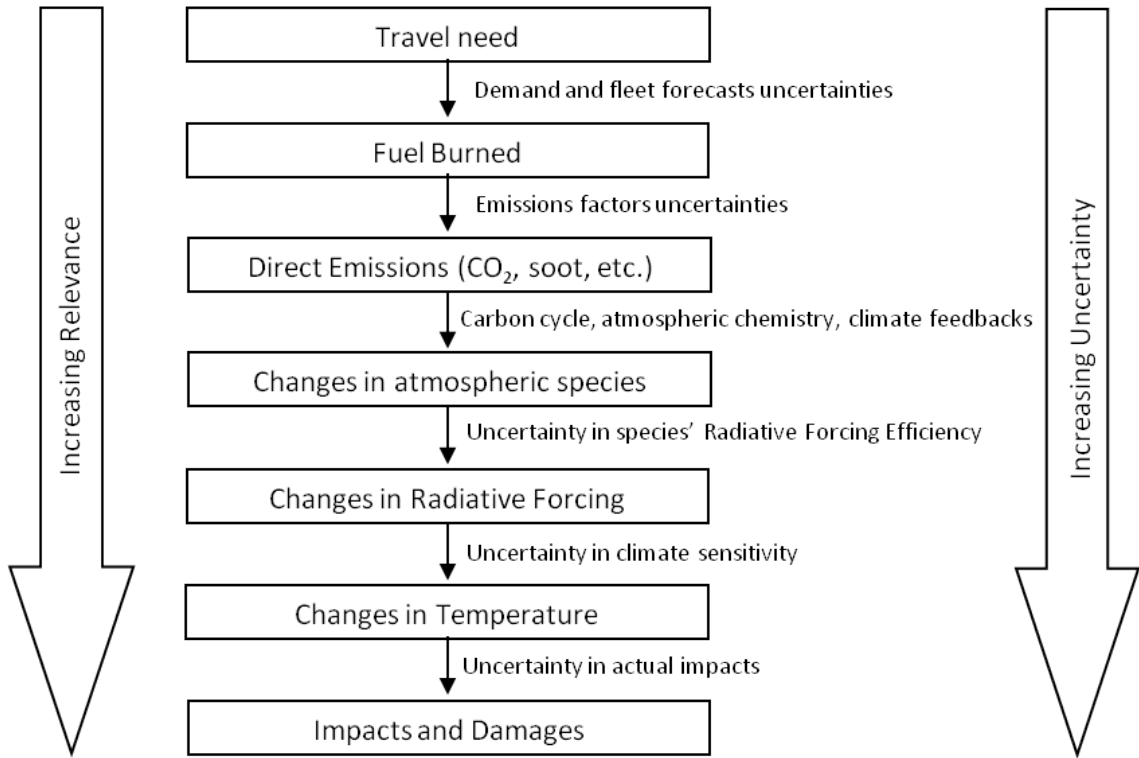 Travel need
Demand and fleet forecasts uncertainties
Fuel Burned
Emissions factors uncertainties
Direct Emissions (CO₂, soot, etc.)
Carbon cycle, atmospheric chemistry, climate feedbacks
Changes in atmospheric species
Uncertainty in species’ Radiative Forcing Efficiency
Changes in Radiative Forcing
Uncertainty in climate sensitivity
Changes in Temperature
Uncertainty in actual impacts
Impacts and Damages
Increasing Relevance
Increasing Uncertainty